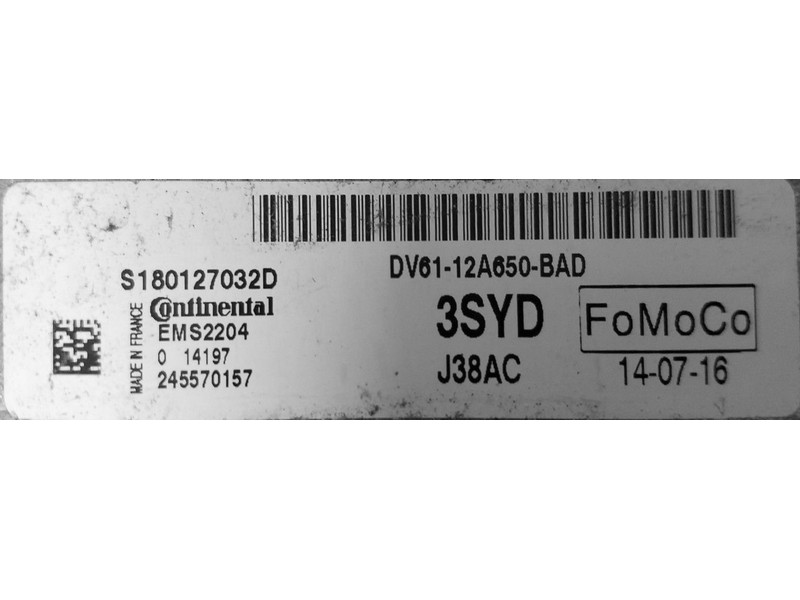 DV61-12A650-BAD
S180127032D
Continental
3SYD
FoMoCo
MADE IN FRANCE
EMS2204
0 14197
J38AC
14-07-16
245570157